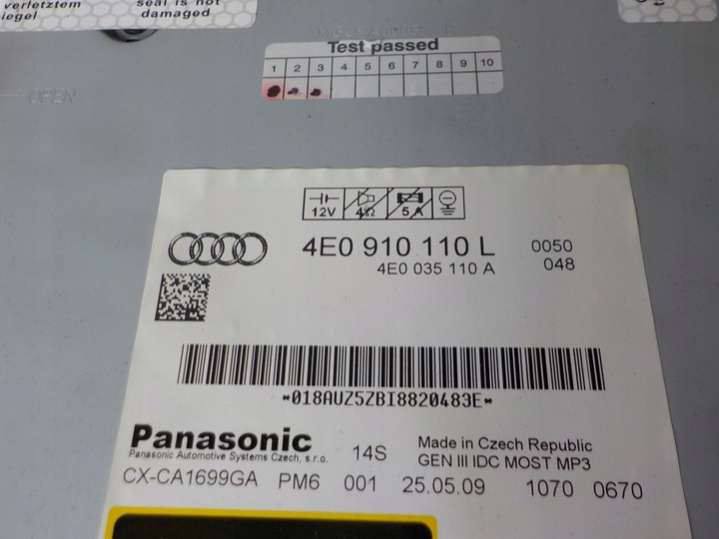 verletztem
iegel
seal is not
damaged
Test passed
1 2 3 4 5 6 7 8 9 10
OPEN
12V 4Ω 5A
4E0 910 110 L 0050
4E0 035 110 A 048
*018AUZ5ZBI8820483E*
Panasonic
Panasonic Automotive Systems Czech, s.r.o.
14S
Made in Czech Republic
GEN III IDC MOST MP3
CX-CA1699GA PM6 001 25.05.09 1070 0670